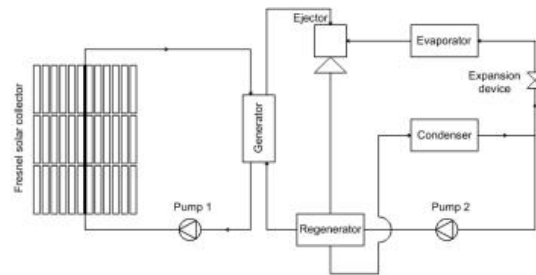 Ejector
Evaporator
Expansion
device
Fresnel solar collector
Generator
Condenser
Pump 1
Regenerator
Pump 2